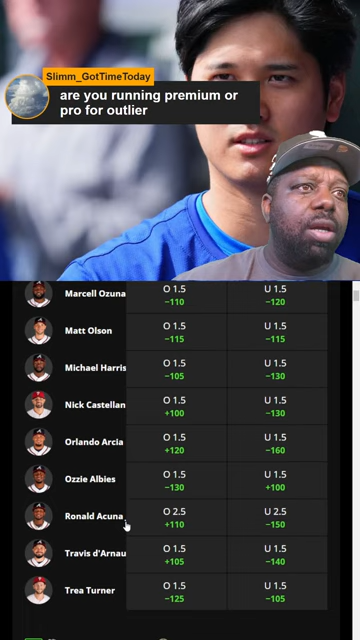 Slimm_GotTimeToday
are you running premium or
pro for outlier
Marcell Ozuna O 1.5 U 1.5
-110 -120
Matt Olson O 1.5 U 1.5
-115 -115
Michael Harris O 1.5 U 1.5
-105 -130
Nick Castellan O 1.5 U 1.5
+100 -130
Orlando Arcia O 1.5 U 1.5
+120 -160
Ozzie Albies O 1.5 U 1.5
-130 +100
Ronald Acuna O 2.5 U 2.5
+110 -150
Travis d'Arnau O 1.5 U 1.5
+105 -140
Trea Turner O 1.5 U 1.5
-125 -105